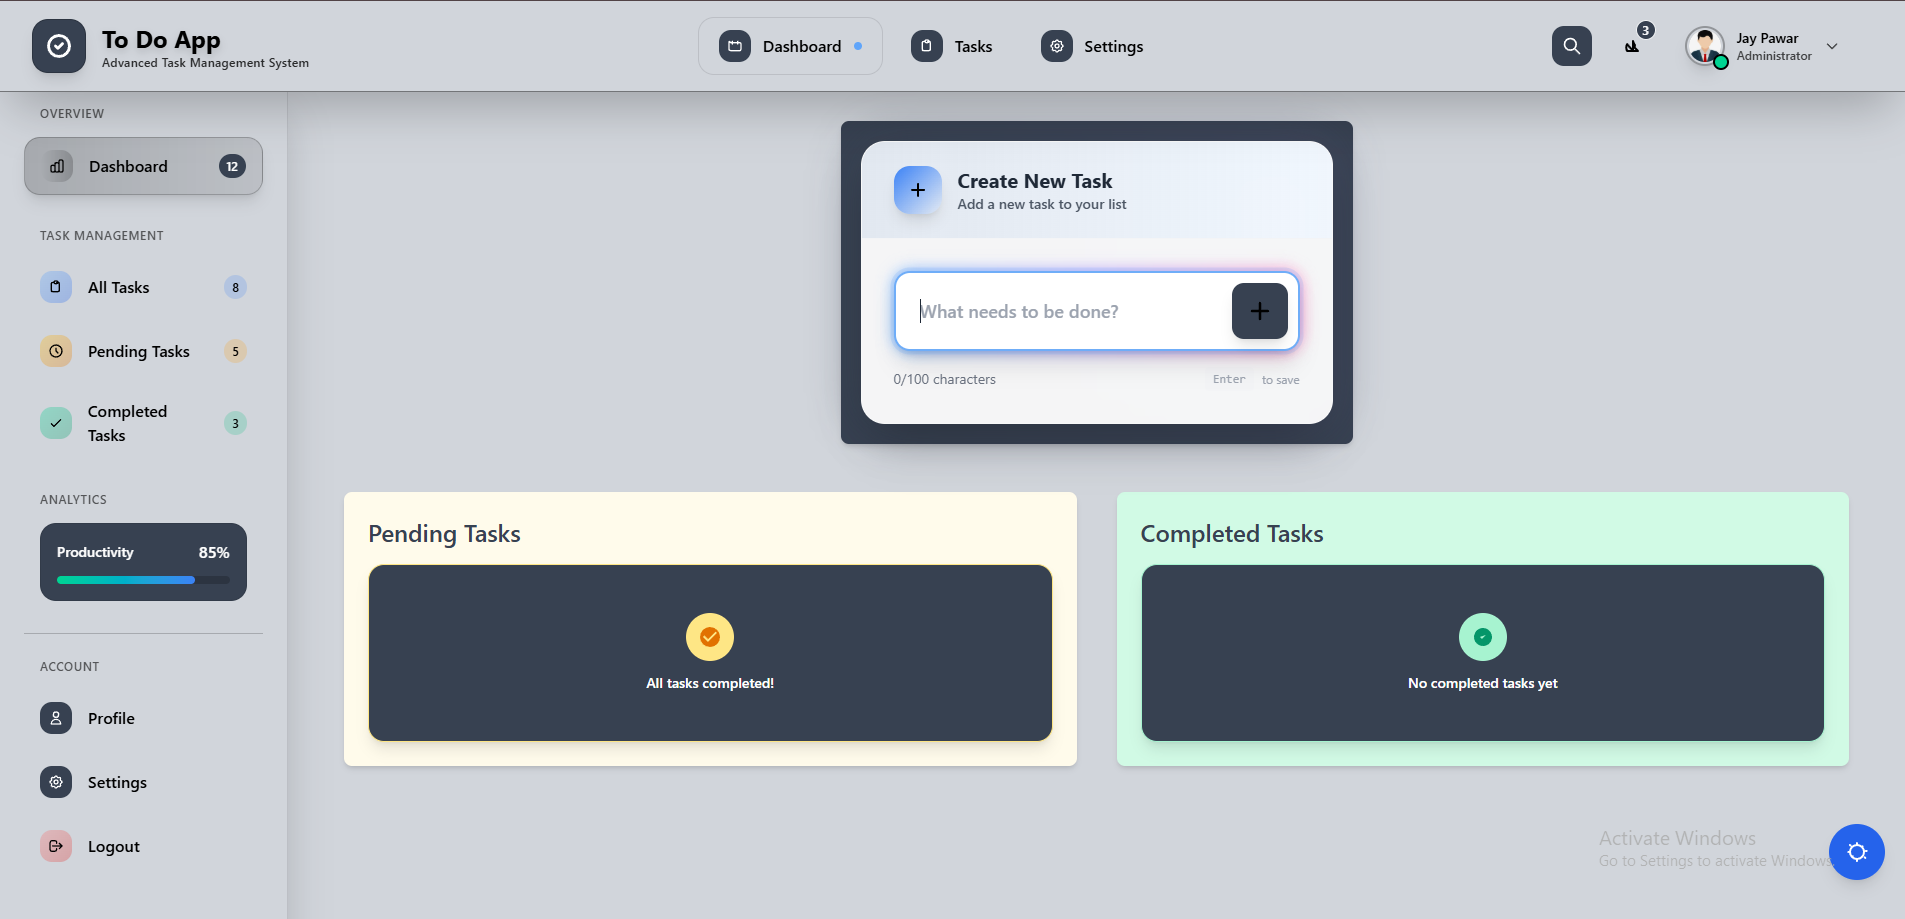 To Do App
Advanced Task Management System
Dashboard
Tasks
Settings
3
Jay Pawar
Administrator
OVERVIEW
Dashboard 12
TASK MANAGEMENT
All Tasks 8
Pending Tasks 5
Completed
Tasks
3
ANALYTICS
Productivity 85%
ACCOUNT
Profile
Settings
Logout
Create New Task
Add a new task to your list
What needs to be done?
0/100 characters
Enter to save
Pending Tasks
All tasks completed!
Completed Tasks
No completed tasks yet
Activate Windows
Go to Settings to activate Windows